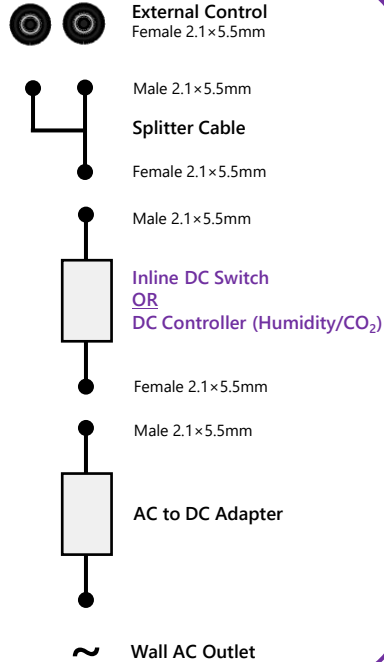 External Control
Female 2.1×5.5mm
Male 2.1×5.5mm
Splitter Cable
Female 2.1×5.5mm
Male 2.1×5.5mm
Inline DC Switch
OR
DC Controller (Humidity/CO₂)
Female 2.1×5.5mm
Male 2.1×5.5mm
AC to DC Adapter
~ Wall AC Outlet